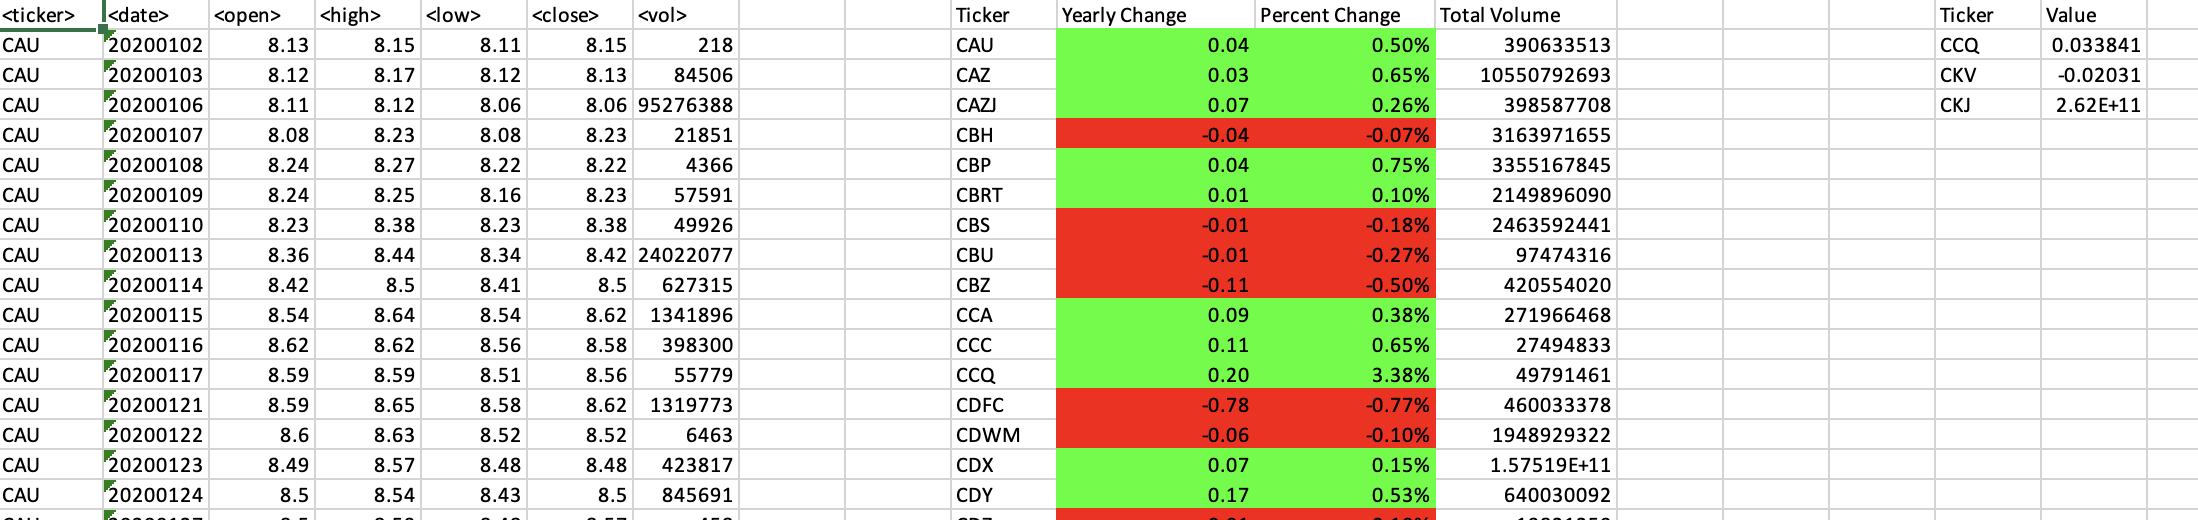 <ticker> <date> <open> <high> <low> <close> <vol> Ticker Yearly Change Percent Change Total Volume Ticker Value
CAU 20200102 8.13 8.15 8.11 8.15 218 CAU 0.04 0.50% 390633513 CCQ 0.033841
CAU 20200103 8.12 8.17 8.12 8.13 84506 CAZ 0.03 0.65% 10550792693 CKV -0.02031
CAU 20200106 8.11 8.12 8.06 8.06 95276388 CAZJ 0.07 0.26% 398587708 CKJ 2.62E+11
CAU 20200107 8.08 8.23 8.08 8.23 21851 CBH -0.04 -0.07% 3163971655
CAU 20200108 8.24 8.27 8.22 8.22 4366 CBP 0.04 0.75% 3355167845
CAU 20200109 8.24 8.25 8.16 8.23 57591 CBRT 0.01 0.10% 2149896090
CAU 20200110 8.23 8.38 8.23 8.38 49926 CBS -0.01 -0.18% 2463592441
CAU 20200113 8.36 8.44 8.34 8.42 24022077 CBU -0.01 -0.27% 97474316
CAU 20200114 8.42 8.5 8.41 8.5 627315 CBZ -0.11 -0.50% 420554020
CAU 20200115 8.54 8.64 8.54 8.62 1341896 CCA 0.09 0.38% 271966468
CAU 20200116 8.62 8.62 8.56 8.58 398300 CCC 0.11 0.65% 27494833
CAU 20200117 8.59 8.59 8.51 8.56 55779 CCQ 0.20 3.38% 49791461
CAU 20200121 8.59 8.65 8.58 8.62 1319773 CDFC -0.78 -0.77% 460033378
CAU 20200122 8.6 8.63 8.52 8.52 6463 CDWM -0.06 -0.10% 1948929322
CAU 20200123 8.49 8.57 8.48 8.48 423817 CDX 0.07 0.15% 1.57519E+11
CAU 20200124 8.5 8.54 8.43 8.5 845691 CDY 0.17 0.53% 640030092